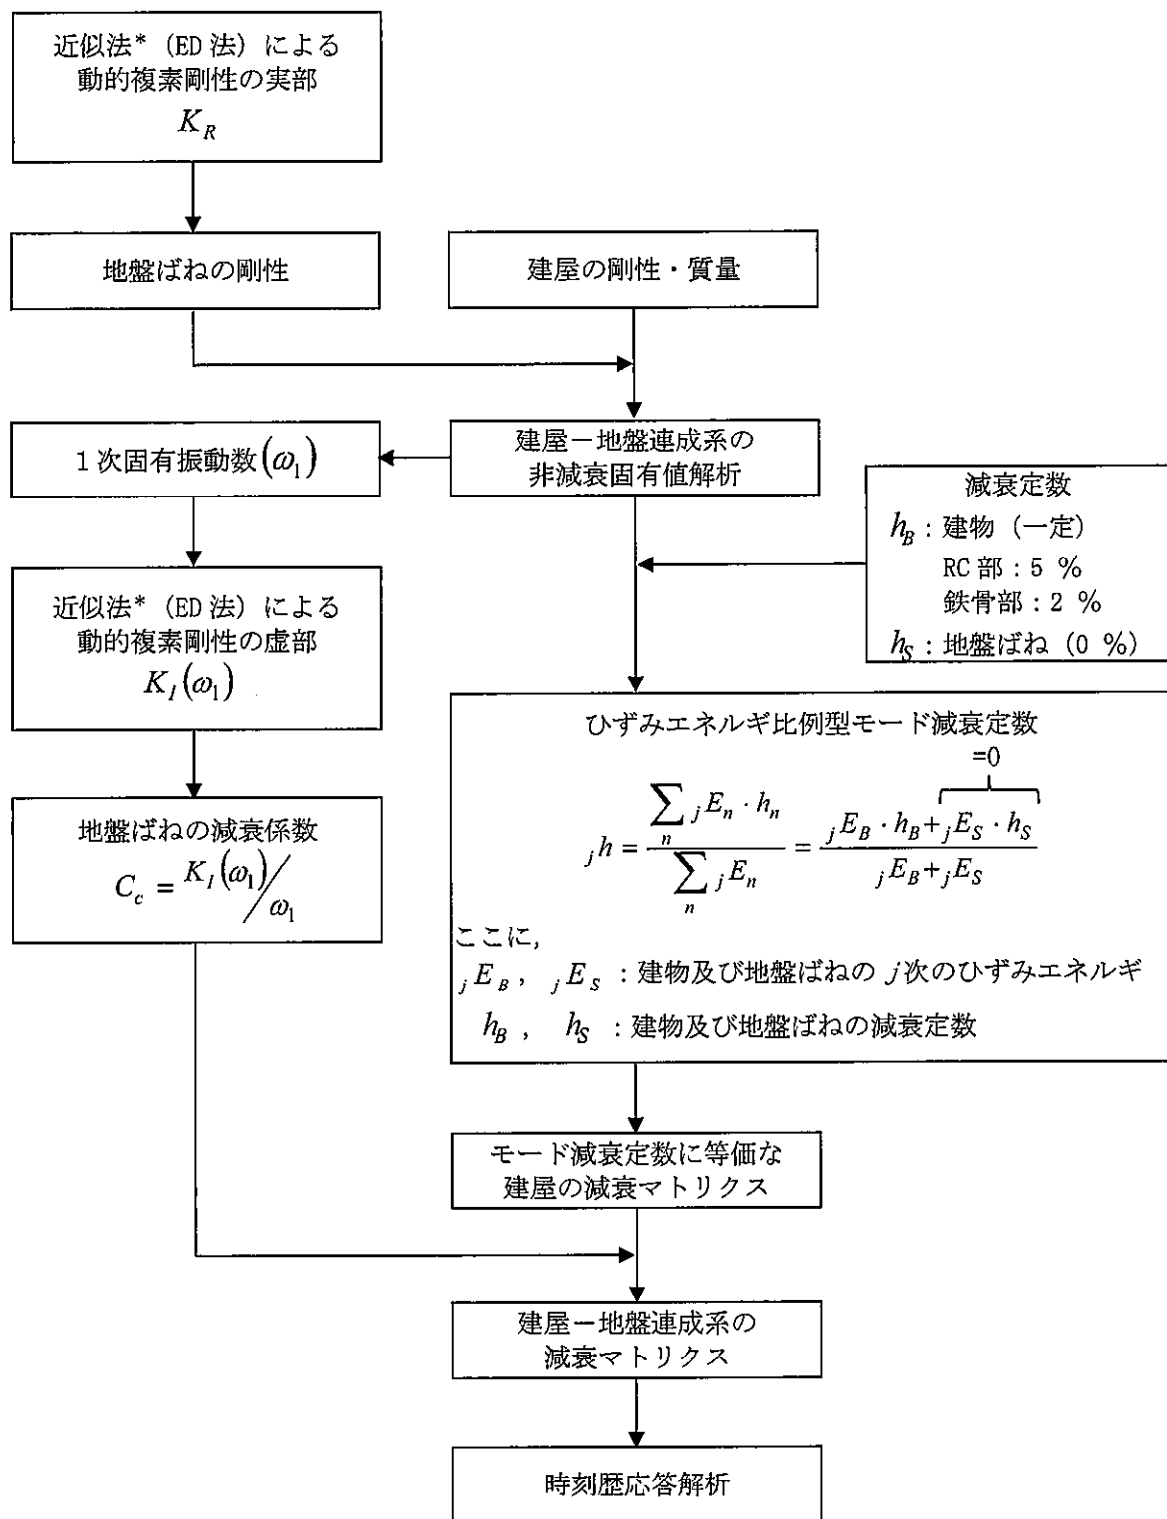 近似法*（ED 法）による
動的複素剛性の実部
K_R
地盤ばねの剛性
建屋の剛性・質量
建屋－地盤連成系の
非減衰固有値解析
1 次固有振動数(ω_1)
減衰定数
h_B：建物（一定）
RC 部：5 %
鉄骨部：2 %
h_S：地盤ばね（0 %）
近似法*（ED 法）による
動的複素剛性の虚部
K_I(ω_1)
地盤ばねの減衰係数
C_c = K_I(ω_1)/ω_1
ひずみエネルギ比例型モード減衰定数
=0
_j h = \frac{\sum_n {}_jE_n · h_n}{\sum_n {}_jE_n} = \frac{{}_jE_B · h_B + {}_jE_S · h_S}{{}_jE_B + {}_jE_S}
ここに,
_jE_B , _jE_S ：建物及び地盤ばねの j次のひずみエネルギ
h_B , h_S ：建物及び地盤ばねの減衰定数
モード減衰定数に等価な
建屋の減衰マトリクス
建屋－地盤連成系の
減衰マトリクス
時刻歴応答解析